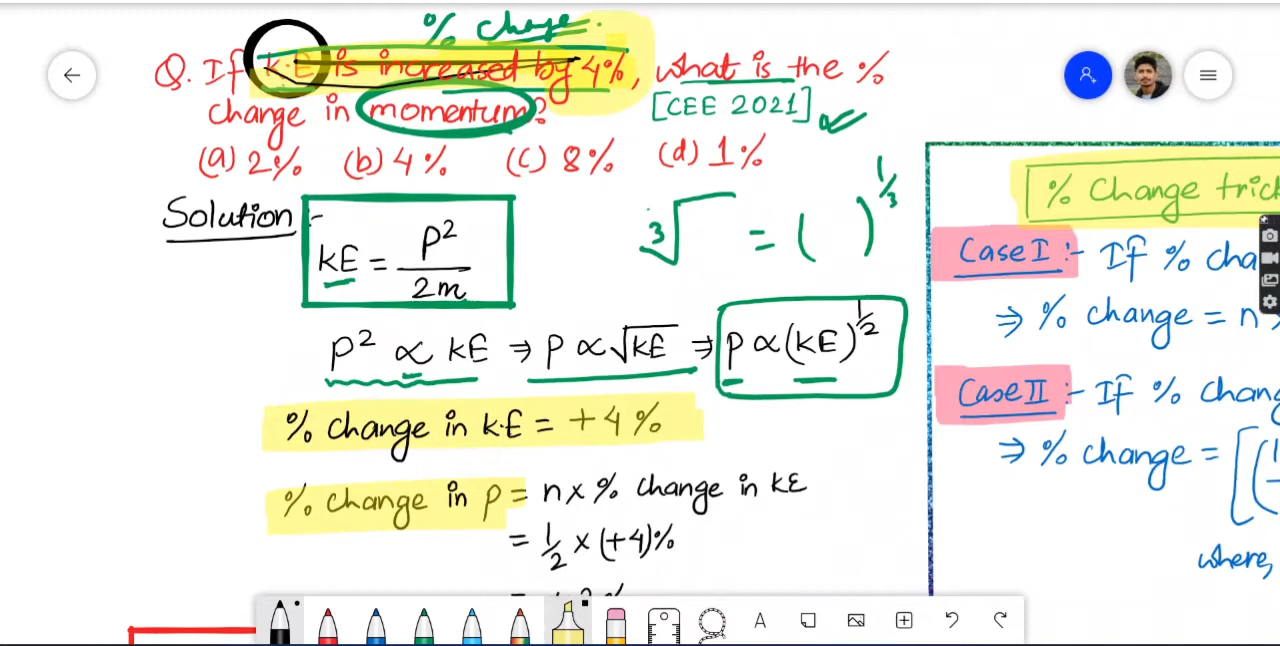 % change
Q. If K.E is increased by 4%, what is the %
change in momentum? [CEE 2021]
(a) 2% (b) 4% (c) 8% (d) 1%
Solution :-
KE = P²/2m
³√ = ( )^1/3
P² ∝ KE ⇒ P ∝ √KE ⇒ P ∝ (KE)^1/2
% change in K.E = +4%
% change in P = n × % change in KE
= 1/2 × (+4)%
% Change trick
Case I :- If % cha
⇒ % change = n
Case II :- If % chang
⇒ % change = [(1
where,
A